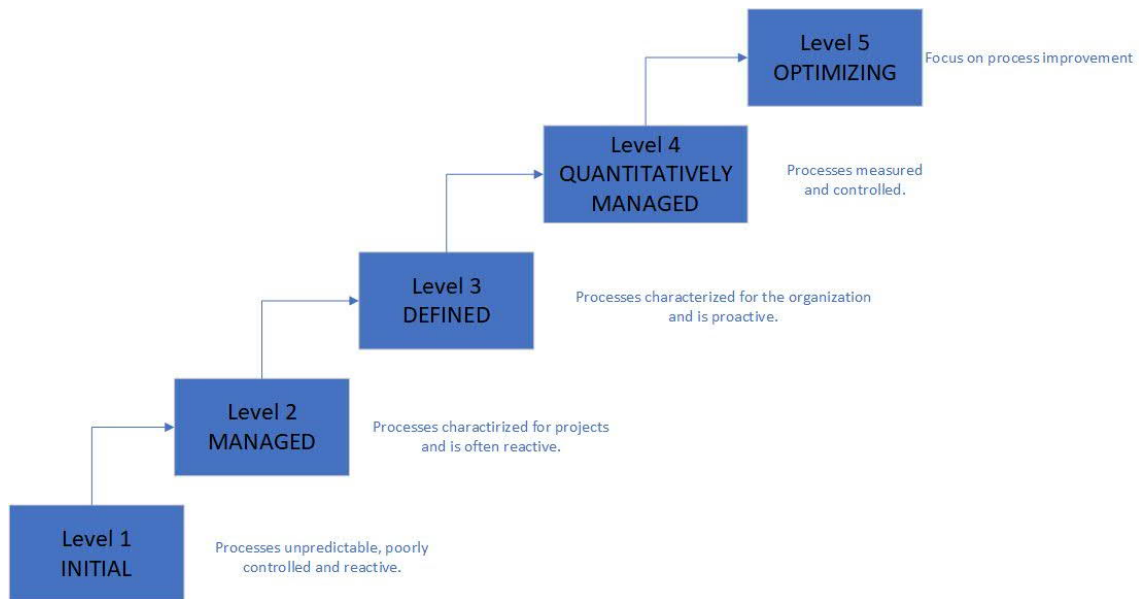 Level 5
OPTIMIZING
Focus on process improvement
Level 4
QUANTITATIVELY
MANAGED
Processes measured
and controlled.
Level 3
DEFINED
Processes characterized for the organization
and is proactive.
Level 2
MANAGED
Processes charactirized for projects
and is often reactive.
Level 1
INITIAL
Processes unpredictable, poorly
controlled and reactive.